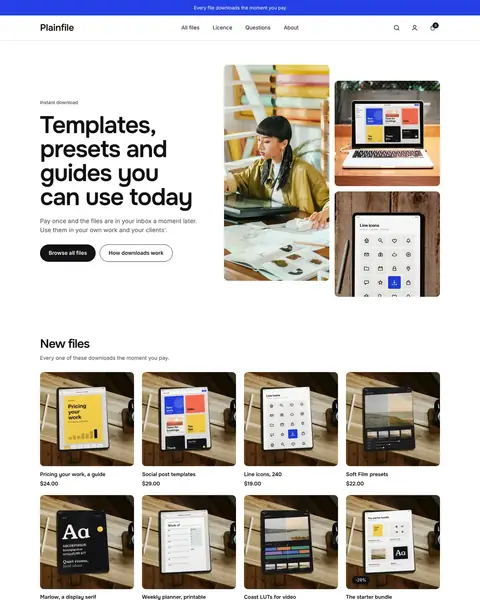 Every file downloads the moment you pay
Plainfile
All files
Licence
Questions
About
0
Instant download
Templates,
presets and
guides you
can use today
Pay once and the files are in your inbox a moment later.
Use them in your own work and your clients'.
Browse all files
How downloads work
Line icons
New files
Every one of these downloads the moment you pay.
Pricing
your
work
Line icons
Pricing your work, a guide
$24.00
Social post templates
$29.00
Line icons, 240
$19.00
Soft Film presets
$22.00
Aa
Week of
Aa
-28%
Marlow, a display serif
Weekly planner, printable
Coast LUTs for video
The starter bundle